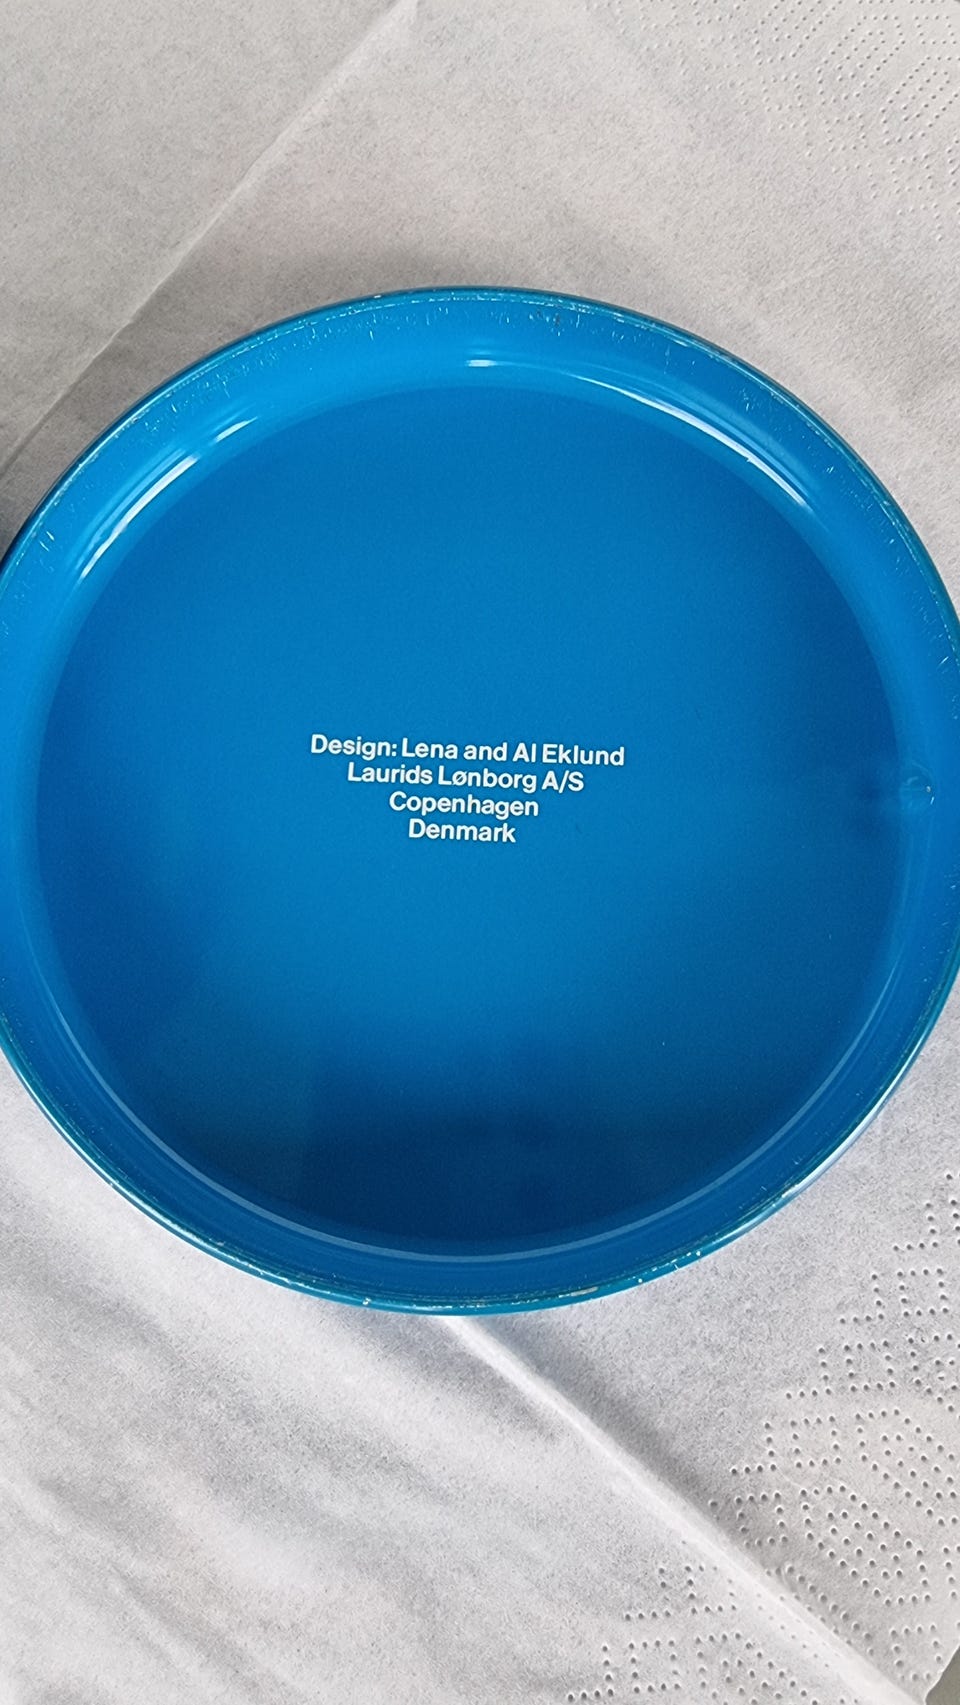 Design: Lena and Al Eklund
Laurids Lønborg A/S
Copenhagen
Denmark